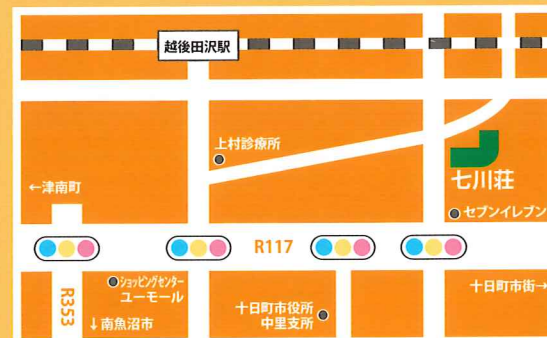 越後田沢駅
上村診療所
七川荘
←津南町
セブンイレブン
R117
ショッピングセンター
ユーモール
R353
↓南魚沼市
十日町市役所
中里支所
十日町市街→